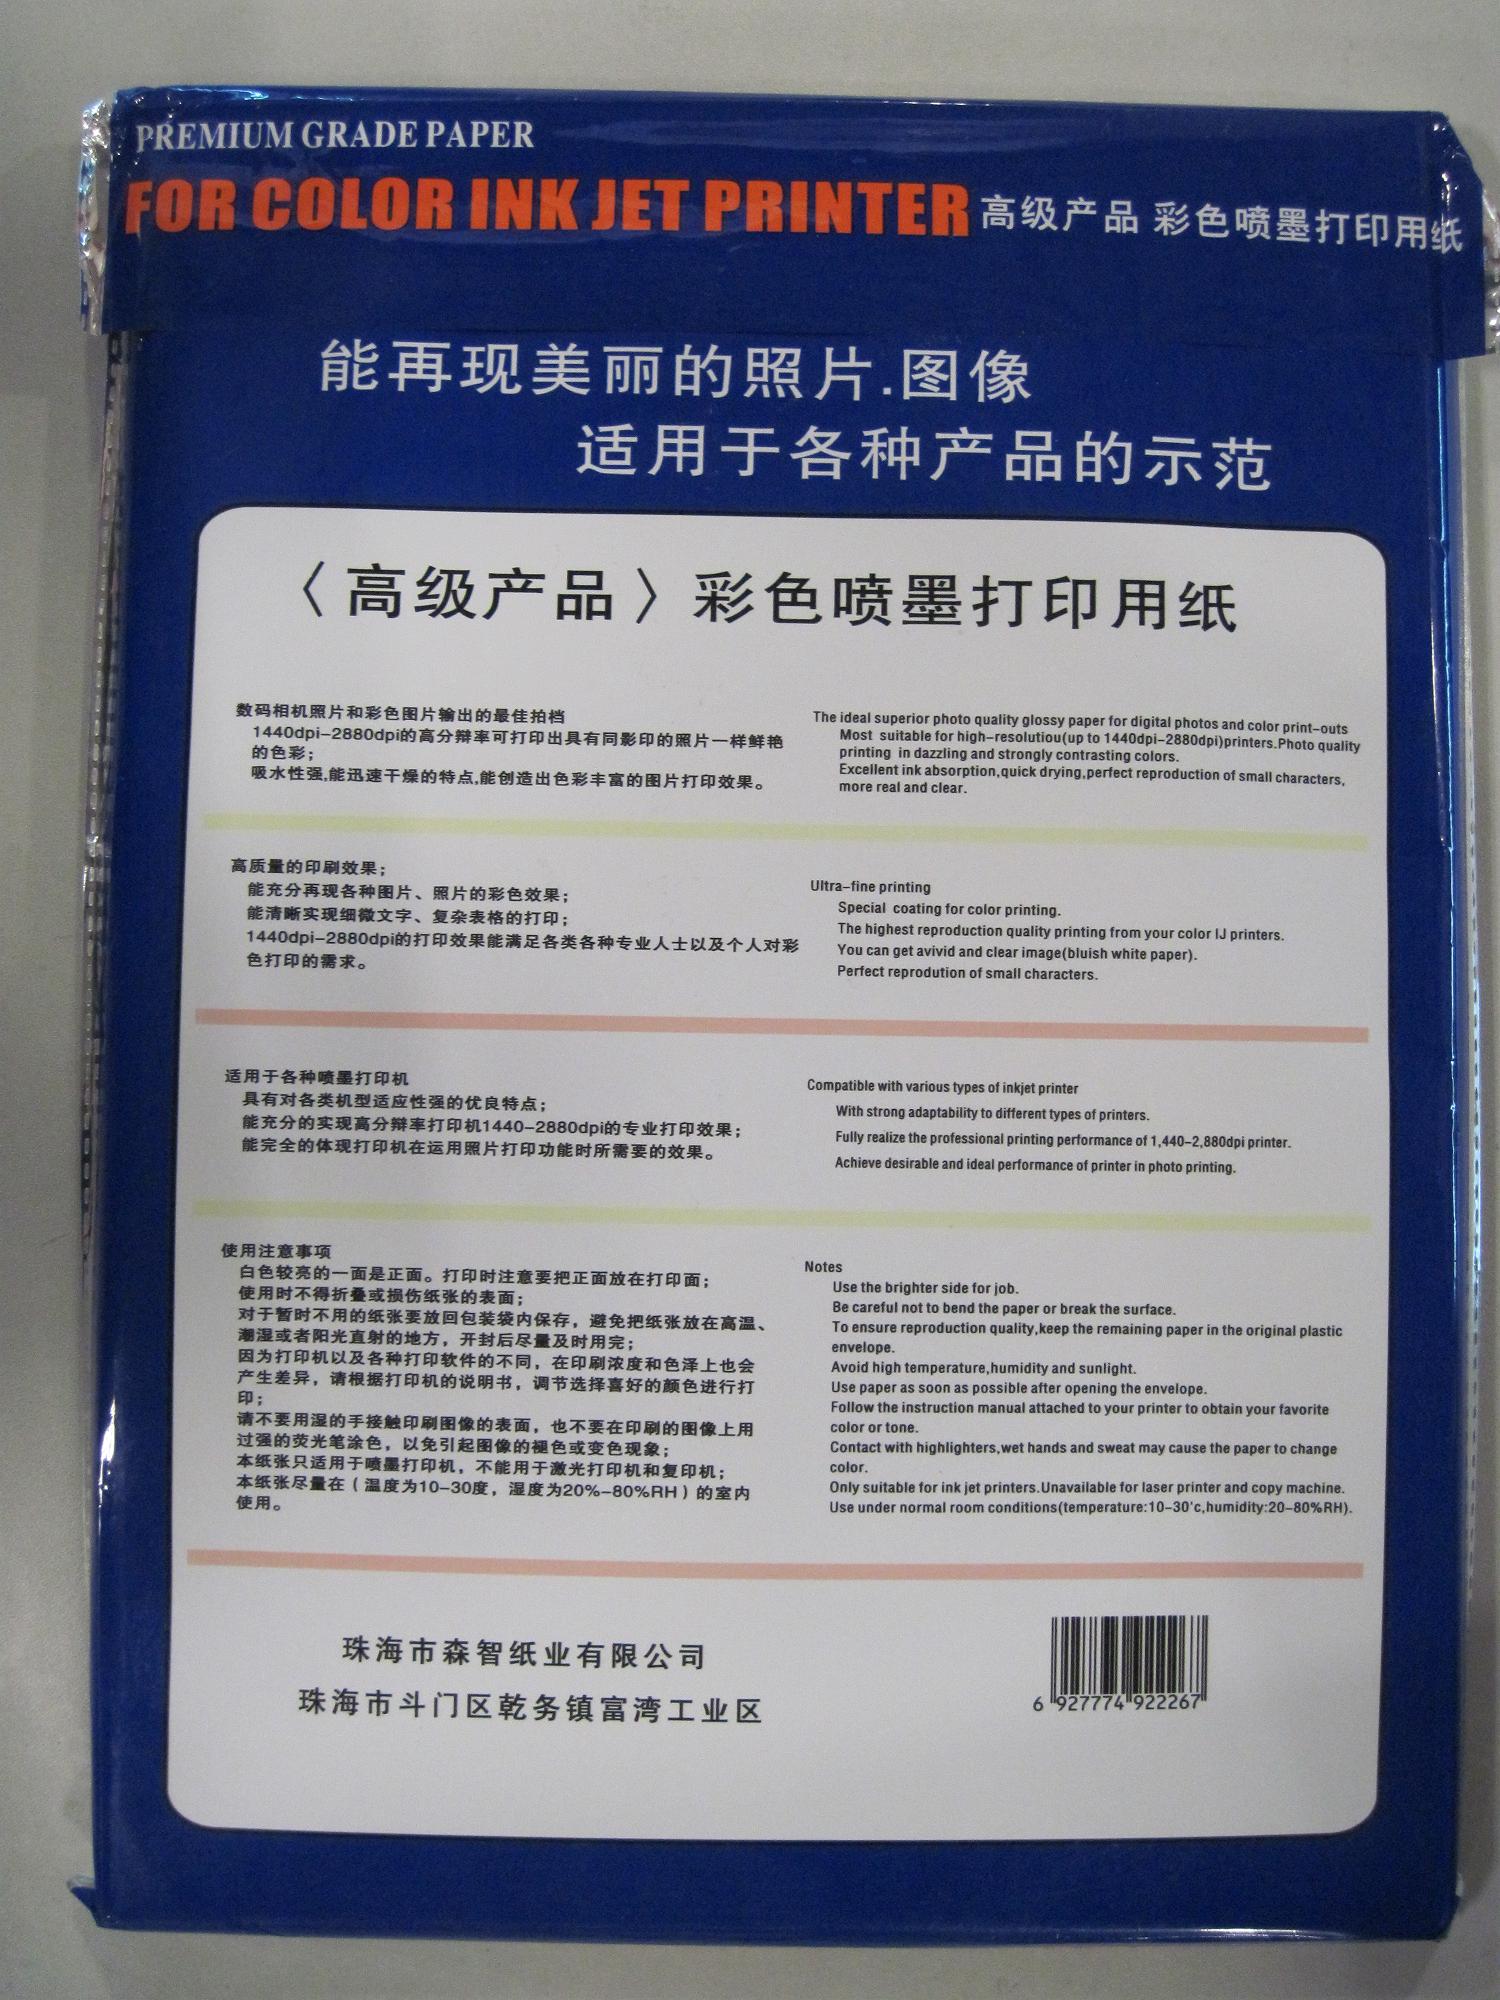 PREMIUM GRADE PAPER
FOR COLOR INK JET PRINTER 高级产品 彩色喷墨打印用纸
能再现美丽的照片.图像
适用于各种产品的示范
〈高级产品〉彩色喷墨打印用纸
数码相机照片和彩色图片输出的最佳拍档
1440dpi-2880dpi的高分辩率可打印出具有同影印的照片一样鲜艳
的色彩；
吸水性强,能迅速干燥的特点,能创造出色彩丰富的图片打印效果。
The ideal superior photo quality glossy paper for digital photos and color print-outs
Most suitable for high-resolutiou(up to 1440dpi-2880dpi)printers.Photo quality
printing in dazzling and strongly contrasting colors.
Excellent ink absorption,quick drying,perfect reproduction of small characters,
more real and clear.
高质量的印刷效果；
能充分再现各种图片、照片的彩色效果；
能清晰实现细微文字、复杂表格的打印；
1440dpi-2880dpi的打印效果能满足各类各种专业人士以及个人对彩
色打印的需求。
Ultra-fine printing
Special coating for color printing.
The highest reproduction quality printing from your color IJ printers.
You can get avivid and clear image(bluish white paper).
Perfect reprodution of small characters.
适用于各种喷墨打印机
具有对各类机型适应性强的优良特点；
能充分的实现高分辩率打印机1440-2880dpi的专业打印效果；
能完全的体现打印机在运用照片打印功能时所需要的效果。
Compatible with various types of inkjet printer
With strong adaptability to different types of printers.
Fully realize the professional printing performance of 1,440-2,880dpi printer.
Achieve desirable and ideal performance of printer in photo printing.
使用注意事项
白色较亮的一面是正面。打印时注意要把正面放在打印面；
使用时不得折叠或损伤纸张的表面；
对于暂时不用的纸张要放回包装袋内保存，避免把纸张放在高温、
潮湿或者阳光直射的地方，开封后尽量及时用完；
因为打印机以及各种打印软件的不同，在印刷浓度和色泽上也会
产生差异，请根据打印机的说明书，调节选择喜好的颜色进行打
印；
请不要用湿的手接触印刷图像的表面，也不要在印刷的图像上用
过强的荧光笔涂色，以免引起图像的褪色或变色现象；
本纸张只适用于喷墨打印机，不能用于激光打印机和复印机；
本纸张尽量在（温度为10-30度，湿度为20%-80%RH）的室内
使用。
Notes
Use the brighter side for job.
Be careful not to bend the paper or break the surface.
To ensure reproduction quality,keep the remaining paper in the original plastic
envelope.
Avoid high temperature,humidity and sunlight.
Use paper as soon as possible after opening the envelope.
Follow the instruction manual attached to your printer to obtain your favorite
color or tone.
Contact with highlighters,wet hands and sweat may cause the paper to change
color.
Only suitable for ink jet printers.Unavailable for laser printer and copy machine.
Use under normal room conditions(temperature:10-30'c,humidity:20-80%RH).
珠海市森智纸业有限公司
珠海市斗门区乾务镇富湾工业区
6 927774 922267